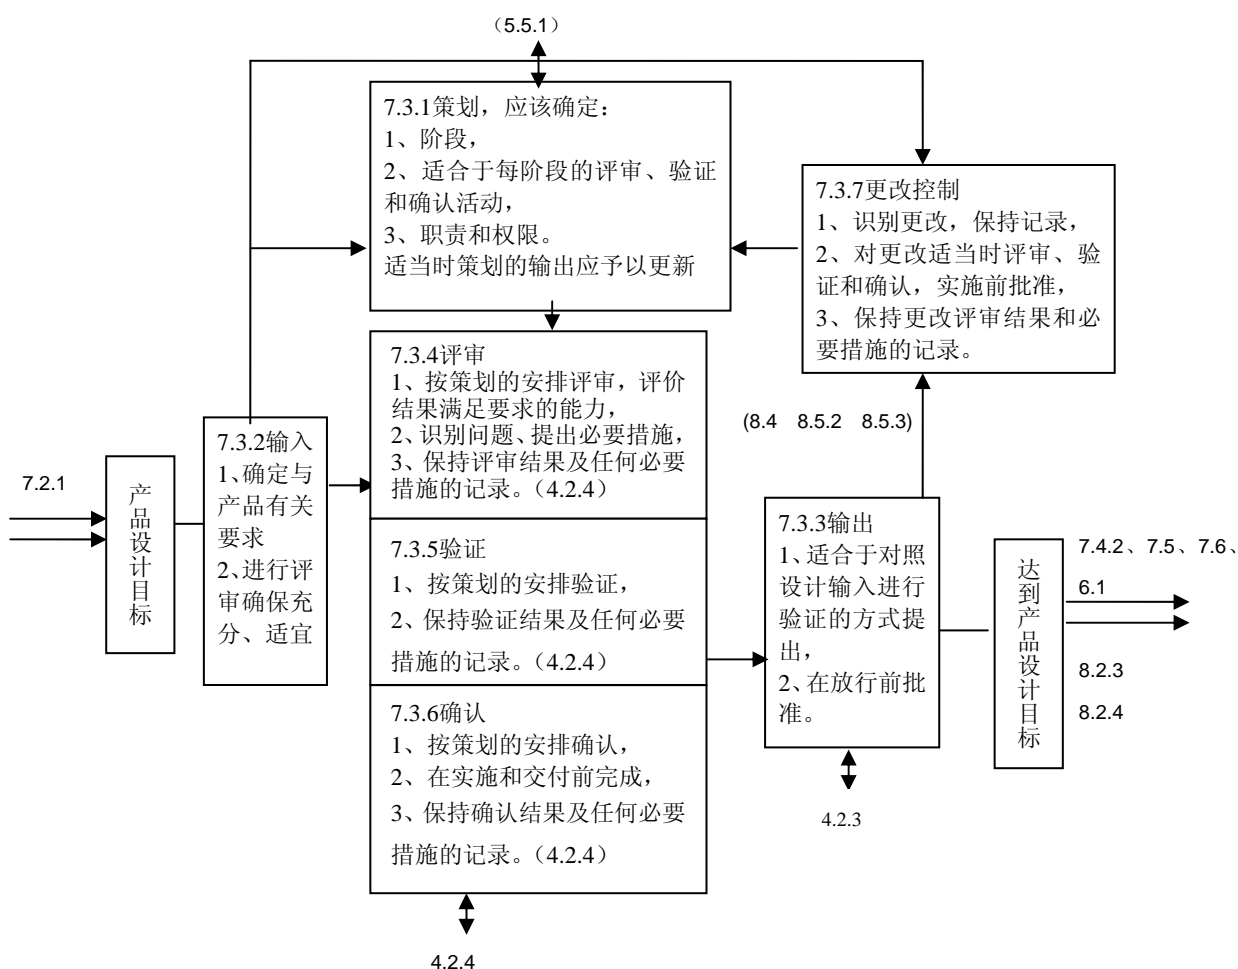 （5.5.1）
7.3.1策划，应该确定：
1、阶段，
2、适合于每阶段的评审、验证
和确认活动，
3、职责和权限。
适当时策划的输出应予以更新
7.3.7更改控制
1、识别更改，保持记录，
2、对更改适当时评审、验
证和确认，实施前批准，
3、保持更改评审结果和必
要措施的记录。
7.3.4评审
1、按策划的安排评审，评价
结果满足要求的能力，
2、识别问题、提出必要措施，
3、保持评审结果及任何必要
措施的记录。（4.2.4）
(8.4 8.5.2 8.5.3)
7.2.1
产品设计目标
7.3.2输入
1、确定与
产品有关
要求
2、进行评
审确保充
分、适宜
7.3.5验证
1、按策划的安排验证，
2、保持验证结果及任何必要
措施的记录。（4.2.4）
7.3.6确认
1、按策划的安排确认，
2、在实施和交付前完成，
3、保持确认结果及任何必要
措施的记录。（4.2.4）
4.2.4
7.3.3输出
1、适合于对照
设计输入进行
验证的方式提
出，
2、在放行前批
准。
4.2.3
达到产品设计目标
7.4.2、7.5、7.6、
6.1
8.2.3
8.2.4